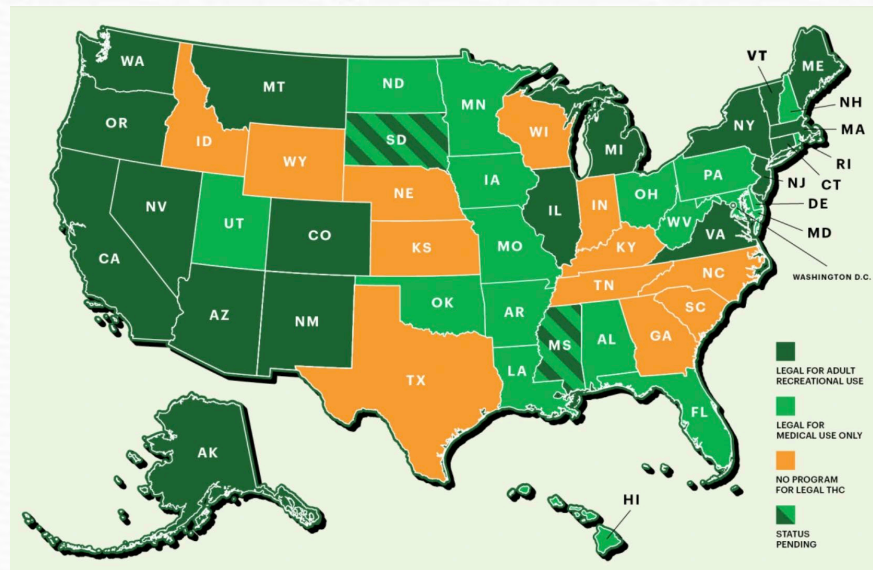 WA
MT
ND
MN
VT
ME
OR
ID
SD
WI
MI
NY
NH
MA
WY
RI
NV
NE
IA
IL
IN
OH
PA
NJ
CT
UT
CO
WV
VA
DE
MD
CA
KS
MO
KY
WASHINGTON D.C.
AZ
NM
OK
AR
TN
NC
SC
TX
LA
MS
AL
GA
FL
AK
HI
LEGAL FOR ADULT
RECREATIONAL USE
LEGAL FOR
MEDICAL USE ONLY
NO PROGRAM
FOR LEGAL THC
STATUS
PENDING